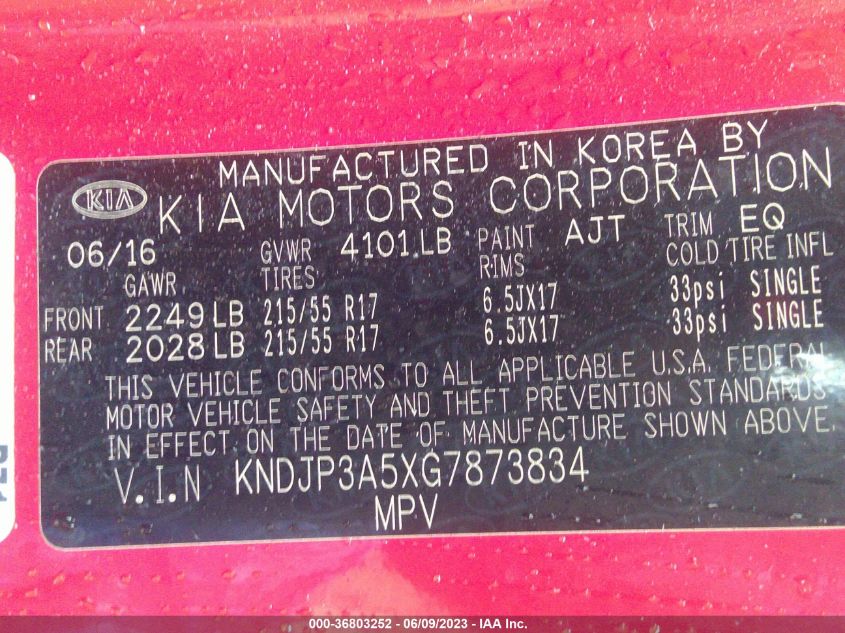 MANUFACTURED IN KOREA BY
KIA KIA MOTORS CORPORATION
06/16 GVWR 4101LB PAINT AJT TRIM EQ
GAWR TIRES RIMS COLD TIRE INFL
FRONT 2249LB 215/55 R17 6.5JX17 33psi SINGLE
REAR 2028LB 215/55 R17 6.5JX17 33psi SINGLE
THIS VEHICLE CONFORMS TO ALL APPLICABLE U.S.A. FEDERAL
MOTOR VEHICLE SAFETY AND THEFT PREVENTION STANDARDS
IN EFFECT ON THE DATE OF MANUFACTURE SHOWN ABOVE.
V.I.N KNDJP3A5XG7873834
MPV
000-36803252 - 06/09/2023 - IAA Inc.